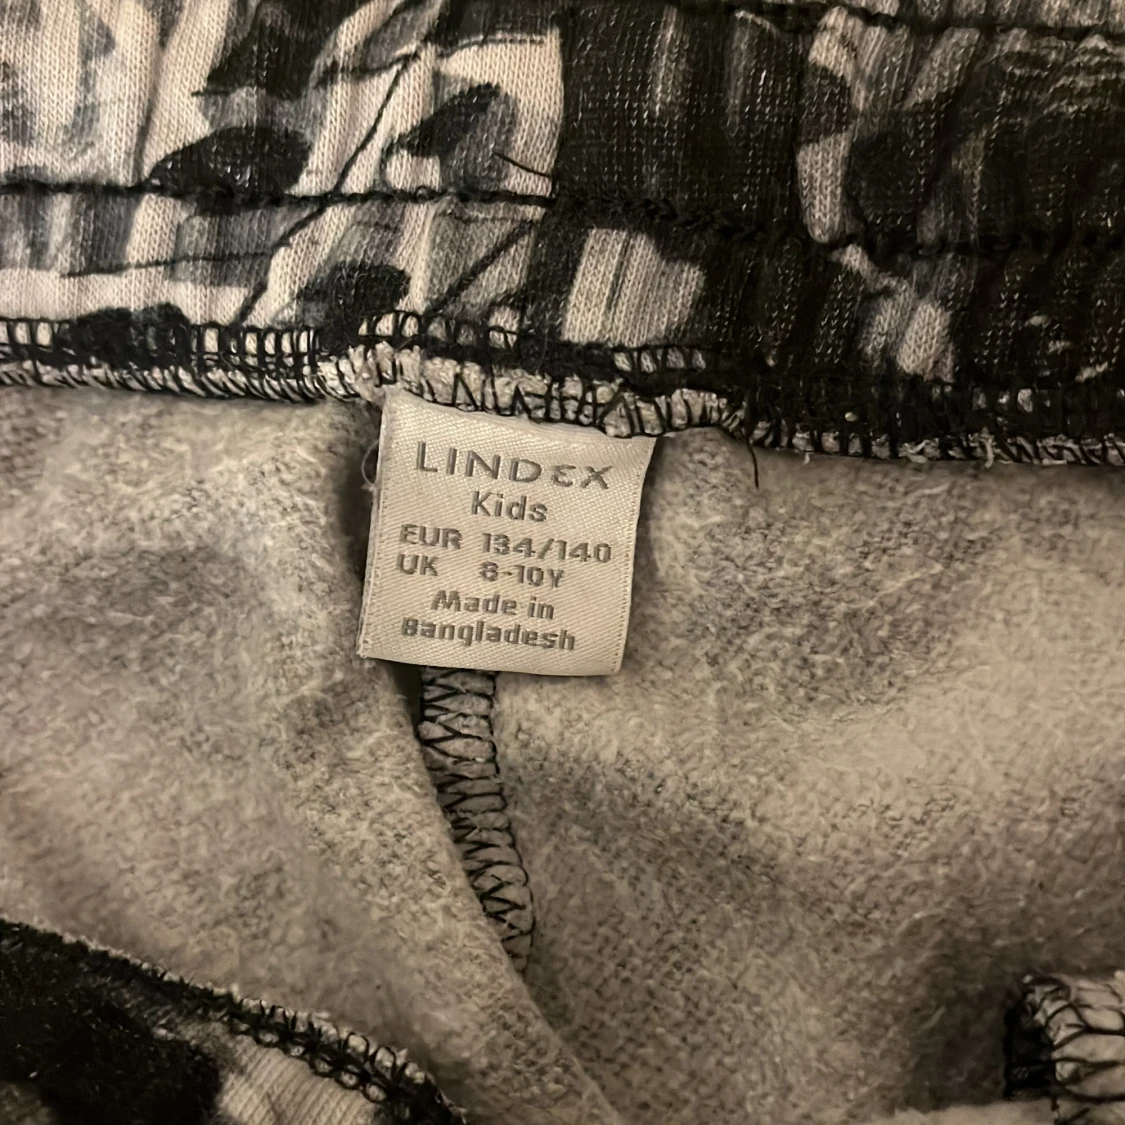 LINDEX
Kids
EUR 134/140
UK 8-10Y
Made in
Bangladesh